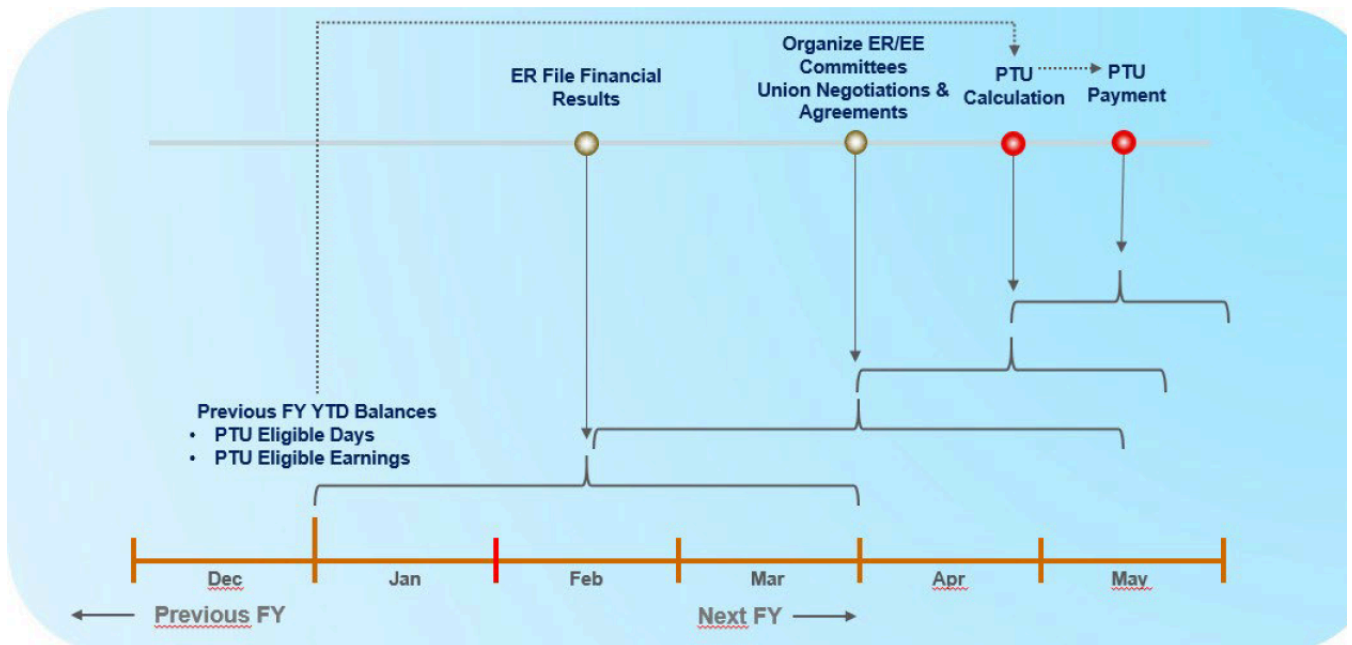 ER File Financial
Results
Organize ER/EE
Committees
Union Negotiations &
Agreements
PTU
Calculation
PTU
Payment
Previous FY YTD Balances
• PTU Eligible Days
• PTU Eligible Earnings
Dec
Jan
Feb
Mar
Apr
May
Previous FY
Next FY